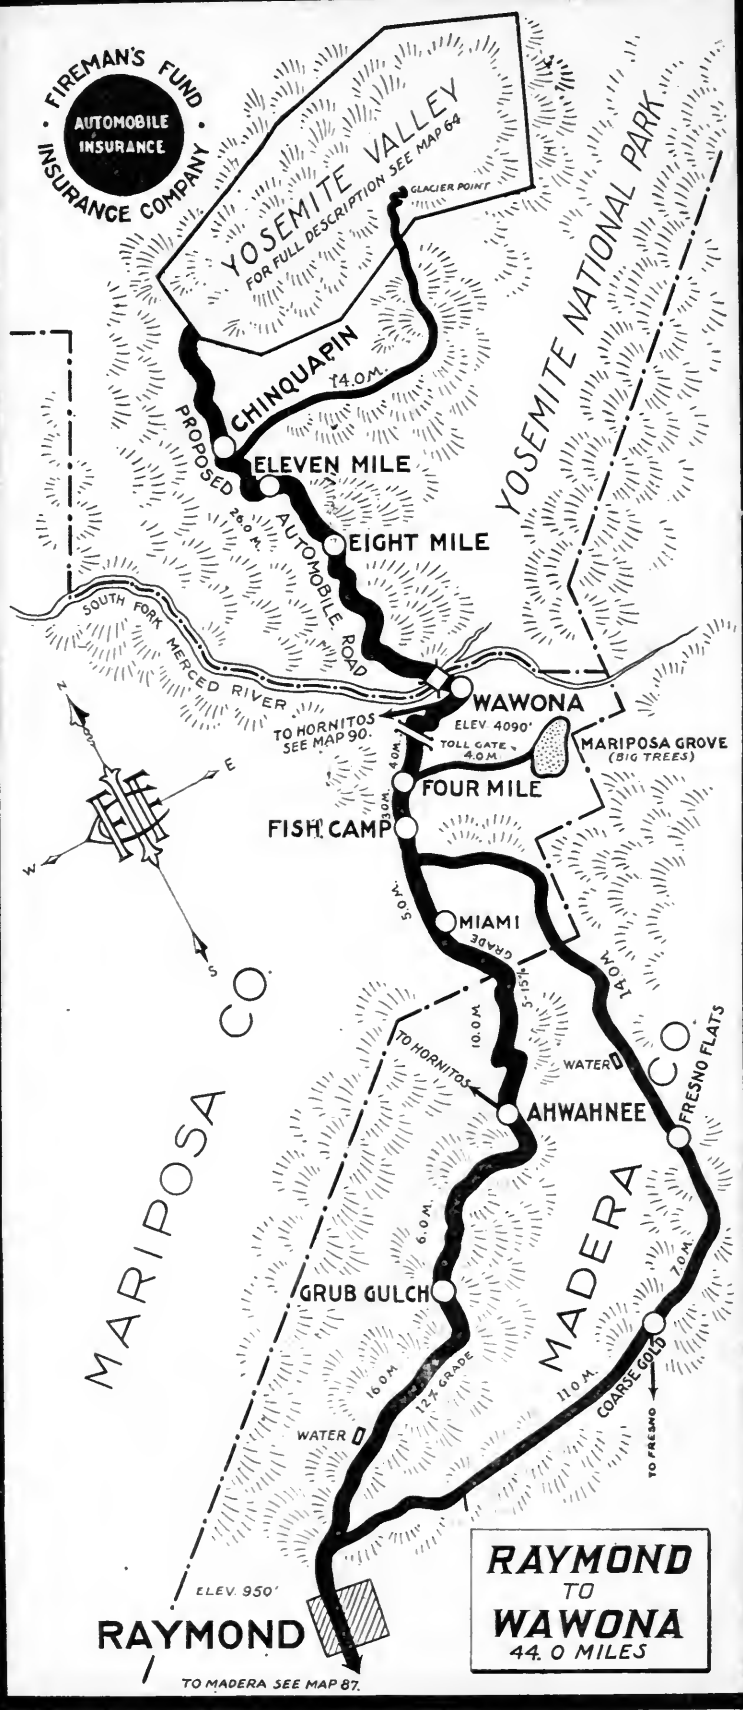 FIREMAN'S FUND
INSURANCE COMPANY
AUTOMOBILE
INSURANCE
YOSEMITE VALLEY
FOR FULL DESCRIPTION SEE MAP 64
GLACIER POINT
YOSEMITE NATIONAL PARK
CHINQUAPIN
14.0 M.
PROPOSED
AUTOMOBILE ROAD
26.0 M.
ELEVEN MILE
EIGHT MILE
SOUTH FORK MERCED RIVER
WAWONA
ELEV. 4090'
TO HORNITOS
SEE MAP 90.
TOLL GATE
4.0 M.
4.0 M.
MARIPOSA GROVE
(BIG TREES)
FOUR MILE
3.0 M.
FISH CAMP
N
E
W
S
5.0 M.
MIAMI
GRADE
5-15%
14.0 M.
10.0 M.
TO HORNITOS
WATER
FRESNO FLATS
AHWAHNEE
MARIPOSA CO.
MADERA CO.
6.0 M.
7.0 M.
GRUB GULCH
16.0 M
12% GRADE
11.0 M.
COARSE GOLD
TO FRESNO
WATER
ELEV. 950'
RAYMOND
TO MADERA SEE MAP 87.
RAYMOND
TO
WAWONA
44.0 MILES